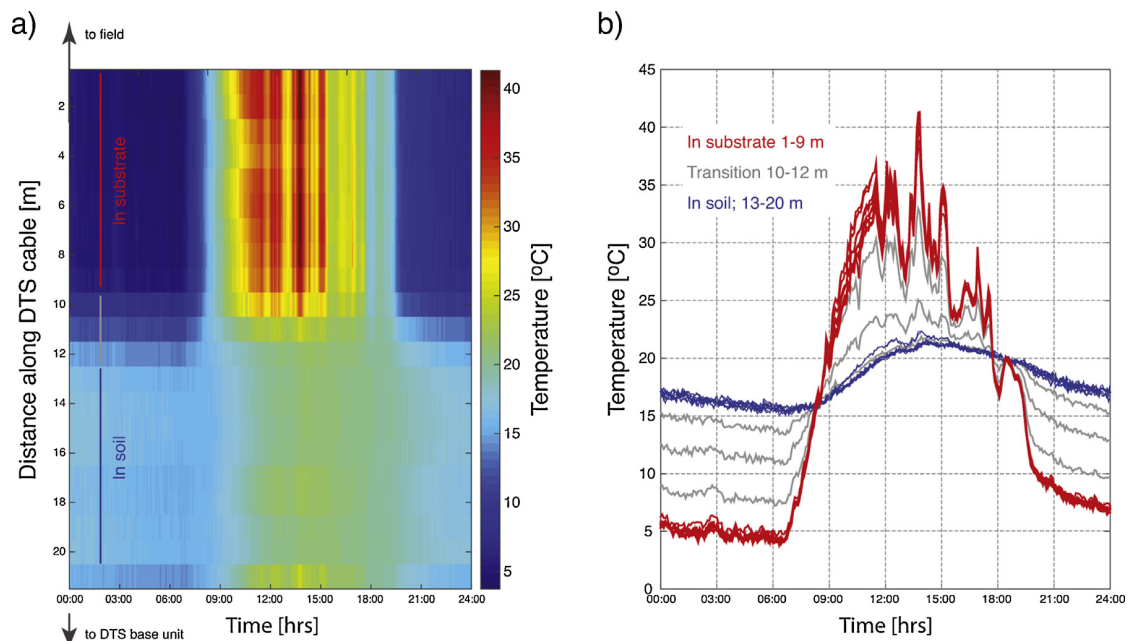 a)
to field
Distance along DTS cable [m]
2
4
6
8
10
12
14
16
18
20
In substrate
In soil
00:00 03:00 06:00 09:00 12:00 15:00 18:00 21:00 24:00
Time [hrs]
to DTS base unit
40
35
30
25
20
15
10
5
Temperature [ºC]
b)
Temperature [ºC]
45
40
35
30
25
20
15
10
5
0
In substrate 1-9 m
Transition 10-12 m
In soil; 13-20 m
00:00 03:00 06:00 09:00 12:00 15:00 18:00 21:00 24:00
Time [hrs]